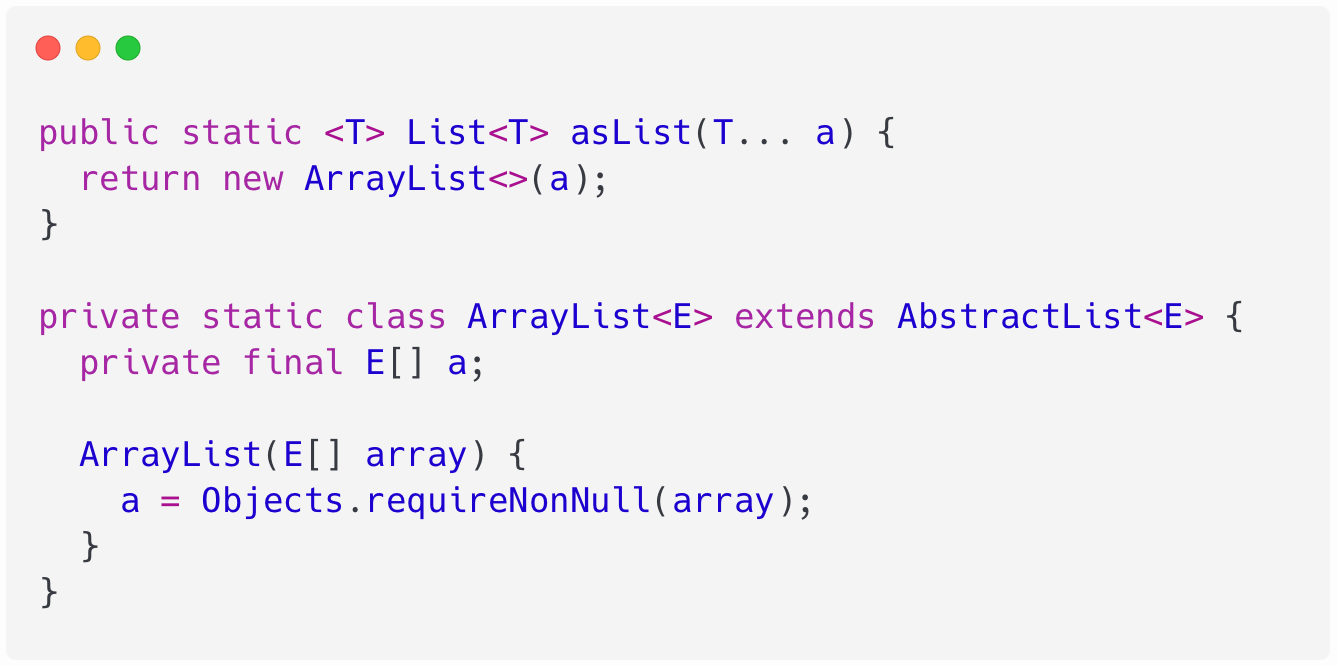 public static <T> List<T> asList(T... a) {
  return new ArrayList<>(a);
}

private static class ArrayList<E> extends AbstractList<E> {
  private final E[] a;

  ArrayList(E[] array) {
    a = Objects.requireNonNull(array);
  }
}